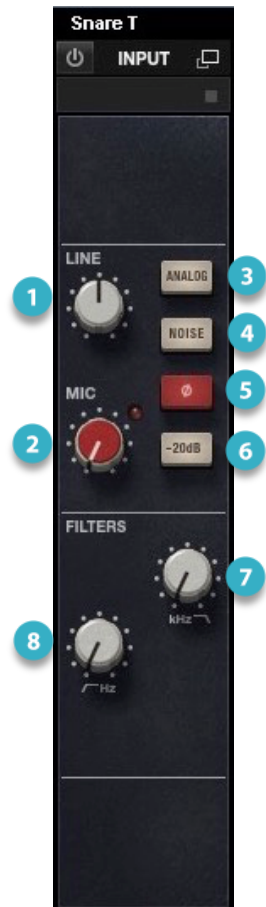 Snare T
INPUT
LINE
ANALOG
3
1
NOISE
4
MIC
Ø
5
2
-20dB
6
FILTERS
7
kHz
8
Hz